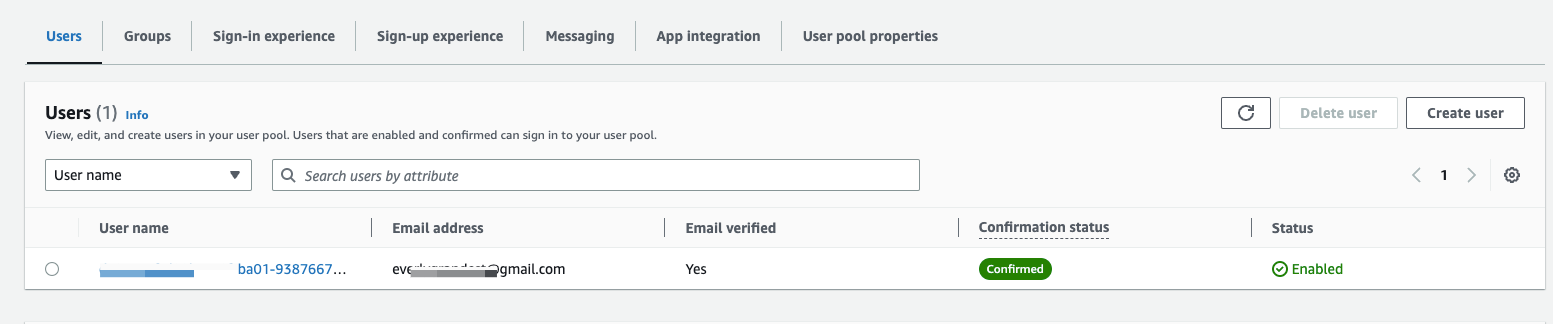 Users Groups Sign-in experience Sign-up experience Messaging App integration User pool properties
Users (1) Info Delete user Create user
View, edit, and create users in your user pool. Users that are enabled and confirmed can sign in to your user pool.
User name Search users by attribute 1
User name Email address Email verified Confirmation status Status
ba01-9387667... @gmail.com Yes Confirmed Enabled